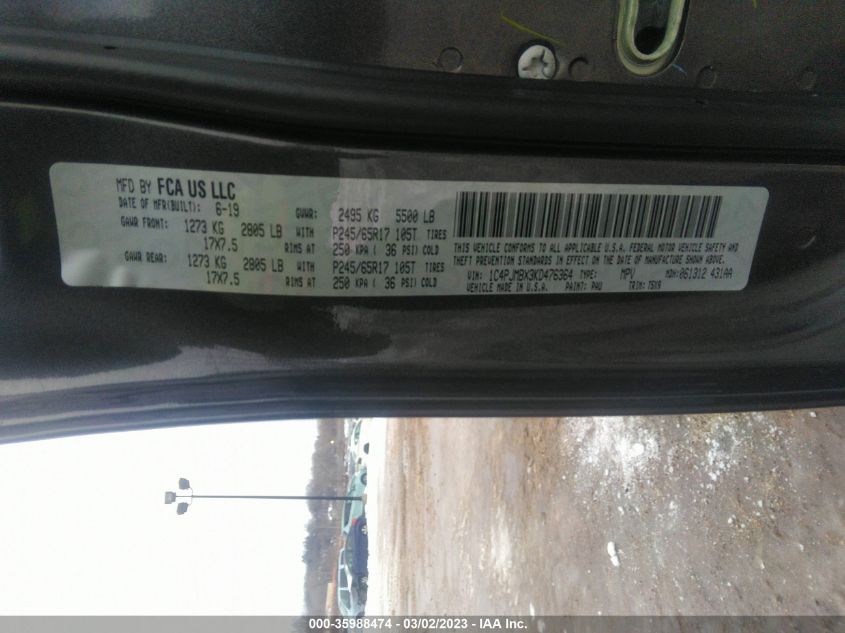 MFD BY FCA US LLC
DATE OF MFR(BUILT): 6-19 GVWR: 2495 KG 5500 LB
GAWR FRONT: 1273 KG 2805 LB WITH P245/65R17 105T TIRES
17X7.5 RIMS AT 250 KPA ( 36 PSI) COLD
GAWR REAR: 1273 KG 2805 LB WITH P245/65R17 105T TIRES
17X7.5 RIMS AT 250 KPA ( 36 PSI) COLD
THIS VEHICLE CONFORMS TO ALL APPLICABLE U.S.A. FEDERAL MOTOR VEHICLE SAFETY AND
THEFT PREVENTION STANDARDS IN EFFECT ON THE DATE OF MANUFACTURE SHOWN ABOVE.
VIN: 1C4PJMBX3KD476364 TYPE: MPV MDH: 061312 431AA
VEHICLE MADE IN U.S.A. PAINT: PAU TRIM: T5X9
000-35988474 - 03/02/2023 - IAA Inc.